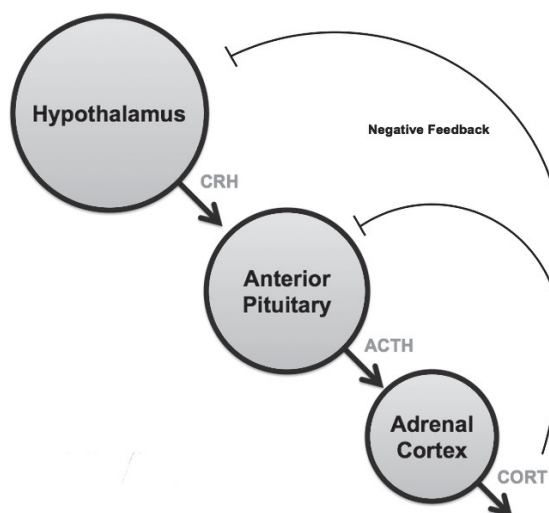 Hypothalamus
Negative Feedback
CRH
Anterior
Pituitary
ACTH
Adrenal
Cortex
CORT